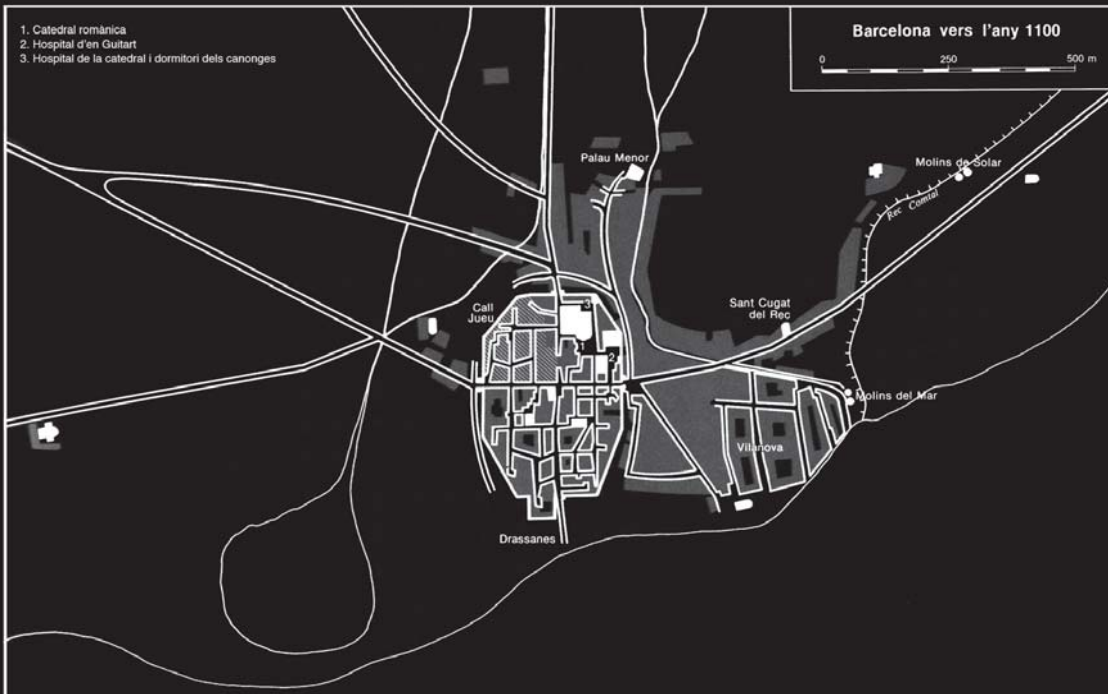 1. Catedral romànica
2. Hospital d'en Guitart
3. Hospital de la catedral i dormitori dels canonges
Barcelona vers l'any 1100
0 250 500 m
Palau Menor
Molins de Solar
Rec Comtal
Call
Jueu
3
Sant Cugat
del Rec
1
2
Molins del Mar
Vilanova
Drassanes